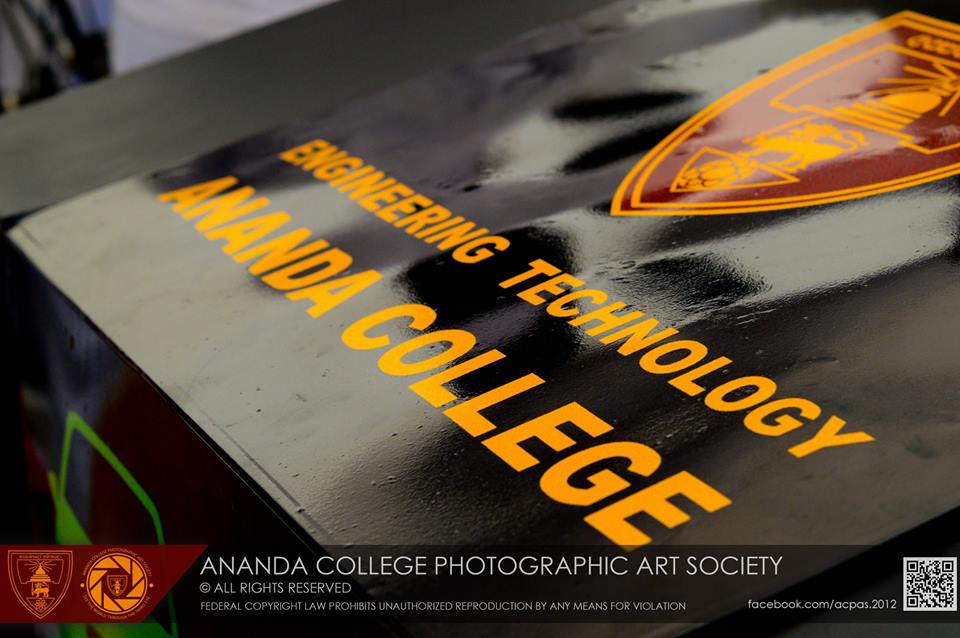 ENGINEERING TECHNOLOGY
ANANDA COLLEGE
ANANDA COLLEGE PHOTOGRAPHIC ART SOCIETY
© ALL RIGHTS RESERVED
FEDERAL COPYRIGHT LAW PROHIBITS UNAUTHORIZED REPRODUCTION BY ANY MEANS FOR VIOLATION
facebook.com/acpas.2012